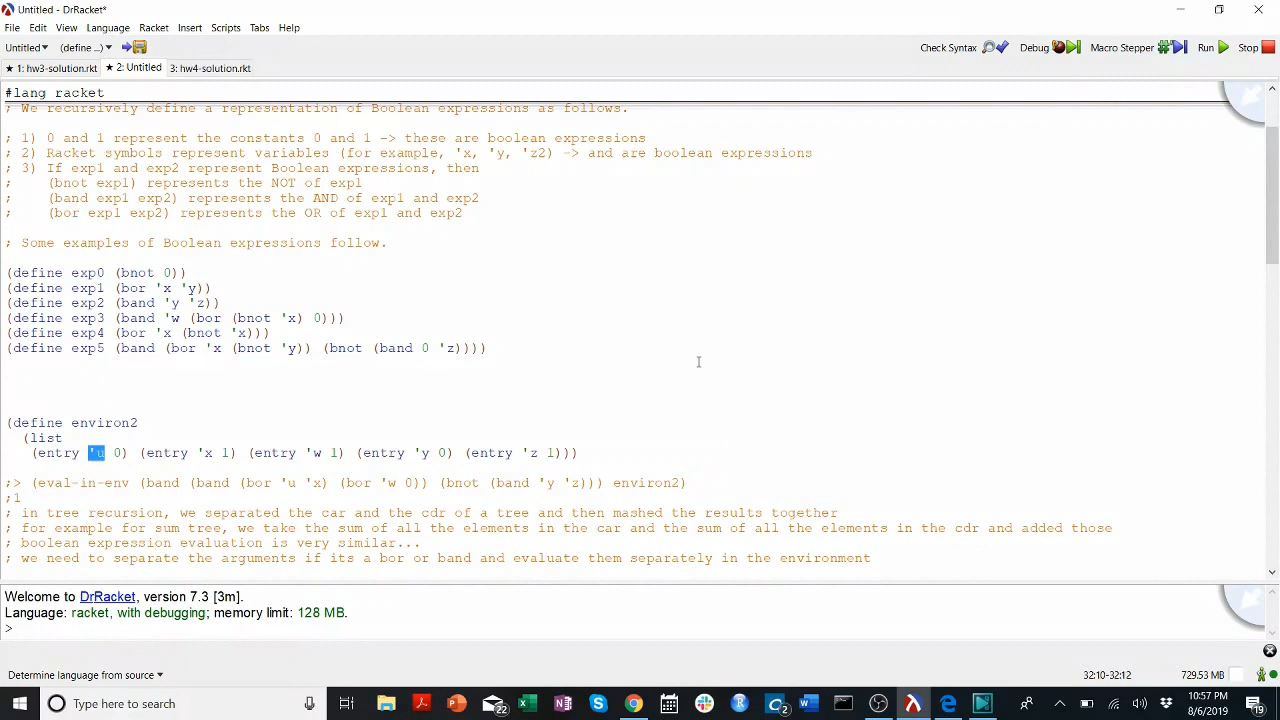 Untitled - DrRacket*
File Edit View Language Racket Insert Scripts Tabs Help
Untitled▾ (define ...)▾ Check Syntax Debug Macro Stepper Run Stop
★ 1: hw3-solution.rkt ★ 2: Untitled 3: hw4-solution.rkt
#lang racket
; We recursively define a representation of Boolean expressions as follows.
; 1) 0 and 1 represent the constants 0 and 1 -> these are boolean expressions
; 2) Racket symbols represent variables (for example, 'x, 'y, 'z2) -> and are boolean expressions
; 3) If exp1 and exp2 represent Boolean expressions, then
;    (bnot exp1) represents the NOT of exp1
;    (band exp1 exp2) represents the AND of exp1 and exp2
;    (bor exp1 exp2) represents the OR of exp1 and exp2
; Some examples of Boolean expressions follow.
(define exp0 (bnot 0))
(define exp1 (bor 'x 'y))
(define exp2 (band 'y 'z))
(define exp3 (band 'w (bor (bnot 'x) 0)))
(define exp4 (bor 'x (bnot 'x)))
(define exp5 (band (bor 'x (bnot 'y)) (bnot (band 0 'z))))
(define environ2
(list
(entry 'u 0) (entry 'x 1) (entry 'w 1) (entry 'y 0) (entry 'z 1)))
;> (eval-in-env (band (band (bor 'u 'x) (bor 'w 0)) (bnot (band 'y 'z))) environ2)
;1
; in tree recursion, we separated the car and the cdr of a tree and then mashed the results together
; for example for sum tree, we take the sum of all the elements in the car and the sum of all the elements in the cdr and added those
; boolean expression evaluation is very similar...
; we need to separate the arguments if its a bor or band and evaluate them separately in the environment
Welcome to DrRacket, version 7.3 [3m].
Language: racket, with debugging; memory limit: 128 MB.
>
Determine language from source▾ 32:10-32:12 729.53 MB
Type here to search 22 2 10:57 PM
8/6/2019 19